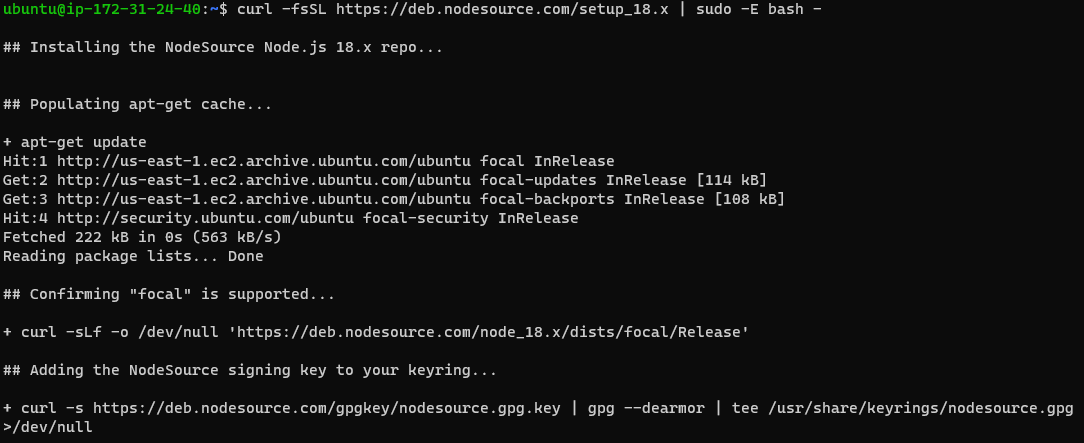 ubuntu@ip-172-31-24-40:~$ curl -fsSL https://deb.nodesource.com/setup_18.x | sudo -E bash -
## Installing the NodeSource Node.js 18.x repo...
## Populating apt-get cache...
+ apt-get update
Hit:1 http://us-east-1.ec2.archive.ubuntu.com/ubuntu focal InRelease
Get:2 http://us-east-1.ec2.archive.ubuntu.com/ubuntu focal-updates InRelease [114 kB]
Get:3 http://us-east-1.ec2.archive.ubuntu.com/ubuntu focal-backports InRelease [108 kB]
Hit:4 http://security.ubuntu.com/ubuntu focal-security InRelease
Fetched 222 kB in 0s (563 kB/s)
Reading package lists... Done
## Confirming "focal" is supported...
+ curl -sLf -o /dev/null 'https://deb.nodesource.com/node_18.x/dists/focal/Release'
## Adding the NodeSource signing key to your keyring...
+ curl -s https://deb.nodesource.com/gpgkey/nodesource.gpg.key | gpg --dearmor | tee /usr/share/keyrings/nodesource.gpg
>/dev/null